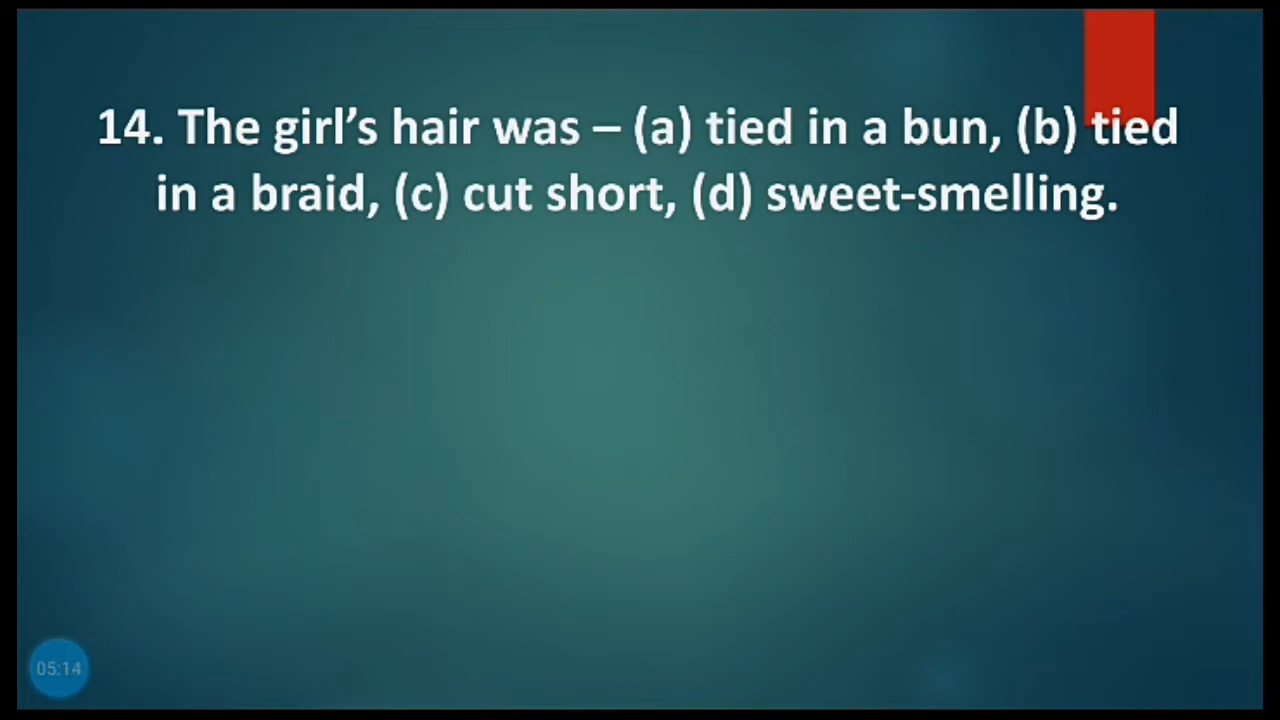 14. The girl’s hair was – (a) tied in a bun, (b) tied
in a braid, (c) cut short, (d) sweet-smelling.
05:14